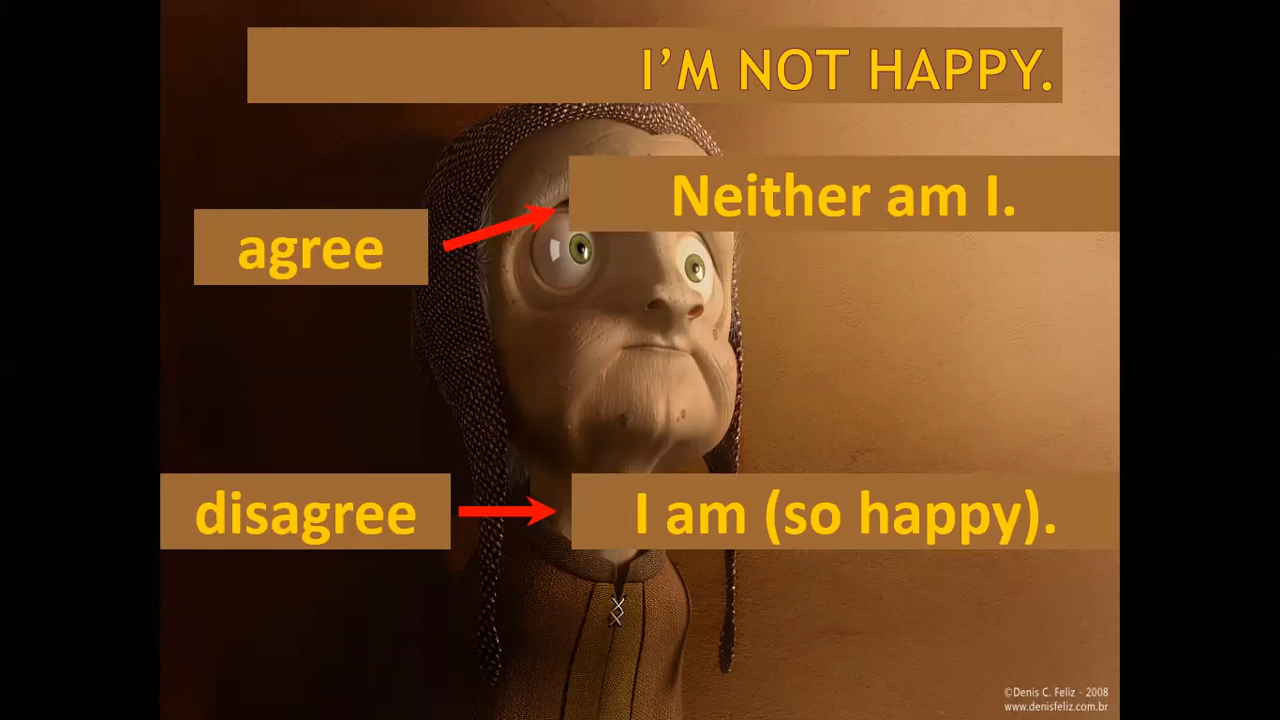 I’M NOT HAPPY.
agree
Neither am I.
disagree
I am (so happy).
©Denis C. Feliz - 2008
www.denisfeliz.com.br